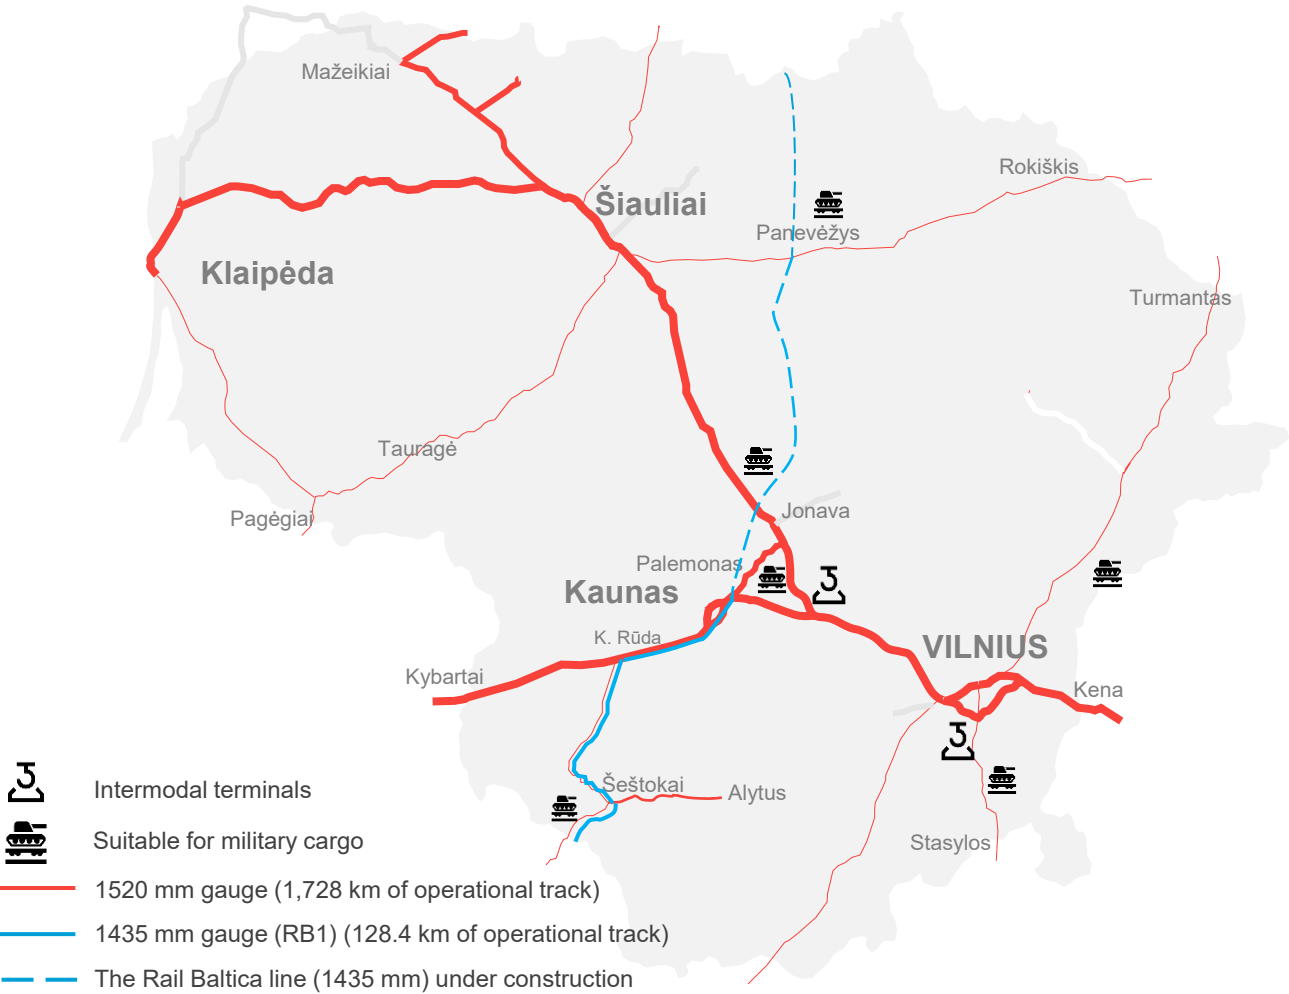 Mažeikiai
Rokiškis
Šiauliai
Panevėžys
Klaipėda
Turmantas
Tauragė
Jonava
Pagėgiai
Palemonas
Kaunas
K. Rūda
VILNIUS
Kybartai
Kena
Šeštokai
Alytus
Stasylos
Intermodal terminals
Suitable for military cargo
1520 mm gauge (1,728 km of operational track)
1435 mm gauge (RB1) (128.4 km of operational track)
The Rail Baltica line (1435 mm) under construction